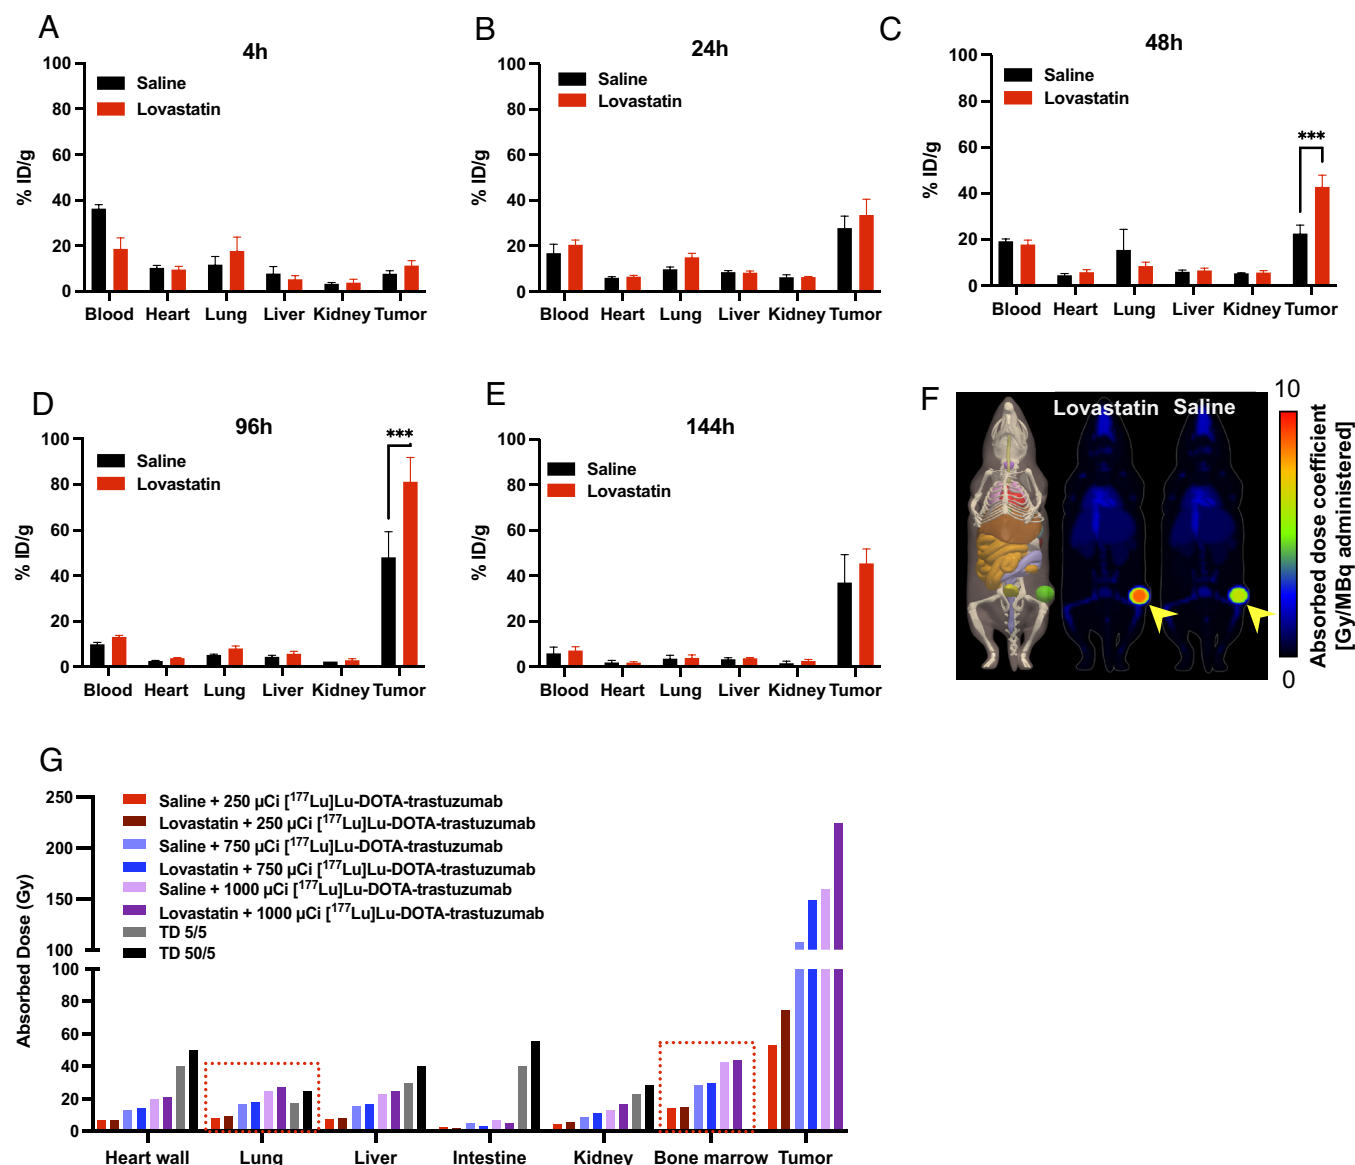 A
4h
100
80
60
40
20
0
% ID/g
Saline
Lovastatin
Blood Heart Lung Liver Kidney Tumor
B
24h
100
80
60
40
20
0
% ID/g
Saline
Lovastatin
Blood Heart Lung Liver Kidney Tumor
C
48h
100
80
60
40
20
0
% ID/g
Saline
Lovastatin
***
Blood Heart Lung Liver Kidney Tumor
D
96h
100
80
60
40
20
0
% ID/g
Saline
Lovastatin
***
Blood Heart Lung Liver Kidney Tumor
E
144h
100
80
60
40
20
0
% ID/g
Saline
Lovastatin
Blood Heart Lung Liver Kidney Tumor
F
Lovastatin Saline
10
0
Absorbed dose coefficient
[Gy/MBq administered]
G
250
200
150
100
100
80
60
40
20
0
Absorbed Dose (Gy)
Saline + 250 µCi [¹⁷⁷Lu]Lu-DOTA-trastuzumab
Lovastatin + 250 µCi [¹⁷⁷Lu]Lu-DOTA-trastuzumab
Saline + 750 µCi [¹⁷⁷Lu]Lu-DOTA-trastuzumab
Lovastatin + 750 µCi [¹⁷⁷Lu]Lu-DOTA-trastuzumab
Saline + 1000 µCi [¹⁷⁷Lu]Lu-DOTA-trastuzumab
Lovastatin + 1000 µCi [¹⁷⁷Lu]Lu-DOTA-trastuzumab
TD 5/5
TD 50/5
Heart wall Lung Liver Intestine Kidney Bone marrow Tumor